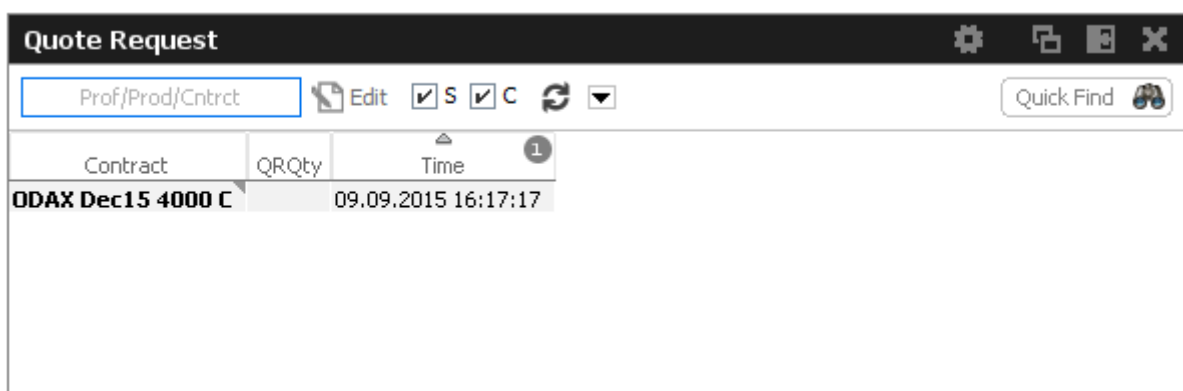 Quote Request
Prof/Prod/Cntrct Edit S C Quick Find
Contract QRQty Time 1
ODAX Dec15 4000 C 09.09.2015 16:17:17